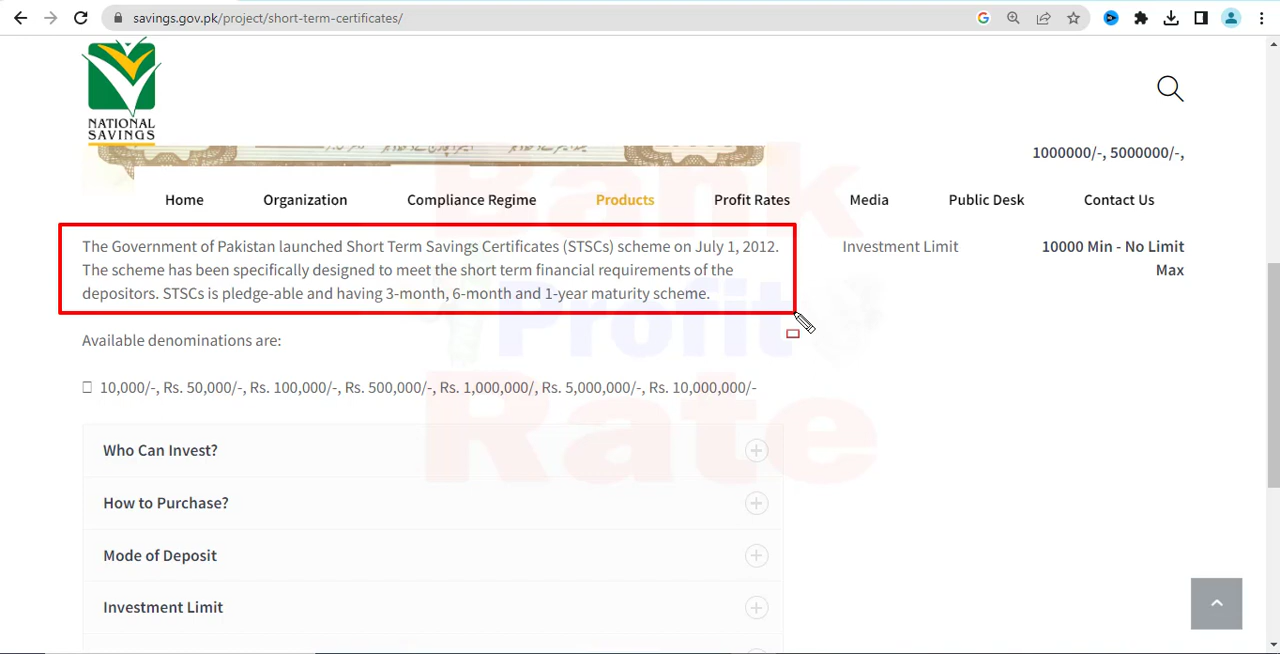 savings.gov.pk/project/short-term-certificates/
NATIONAL
SAVINGS
1000000/-, 5000000/-,
Home Organization Compliance Regime Products Profit Rates Media Public Desk Contact Us
The Government of Pakistan launched Short Term Savings Certificates (STSCs) scheme on July 1, 2012.
The scheme has been specifically designed to meet the short term financial requirements of the
depositors. STSCs is pledge-able and having 3-month, 6-month and 1-year maturity scheme.
Investment Limit
10000 Min - No Limit
Max
Available denominations are:
10,000/-, Rs. 50,000/-, Rs. 100,000/-, Rs. 500,000/-, Rs. 1,000,000/, Rs. 5,000,000/-, Rs. 10,000,000/-
Who Can Invest?
How to Purchase?
Mode of Deposit
Investment Limit
Bank
Profit
Rate